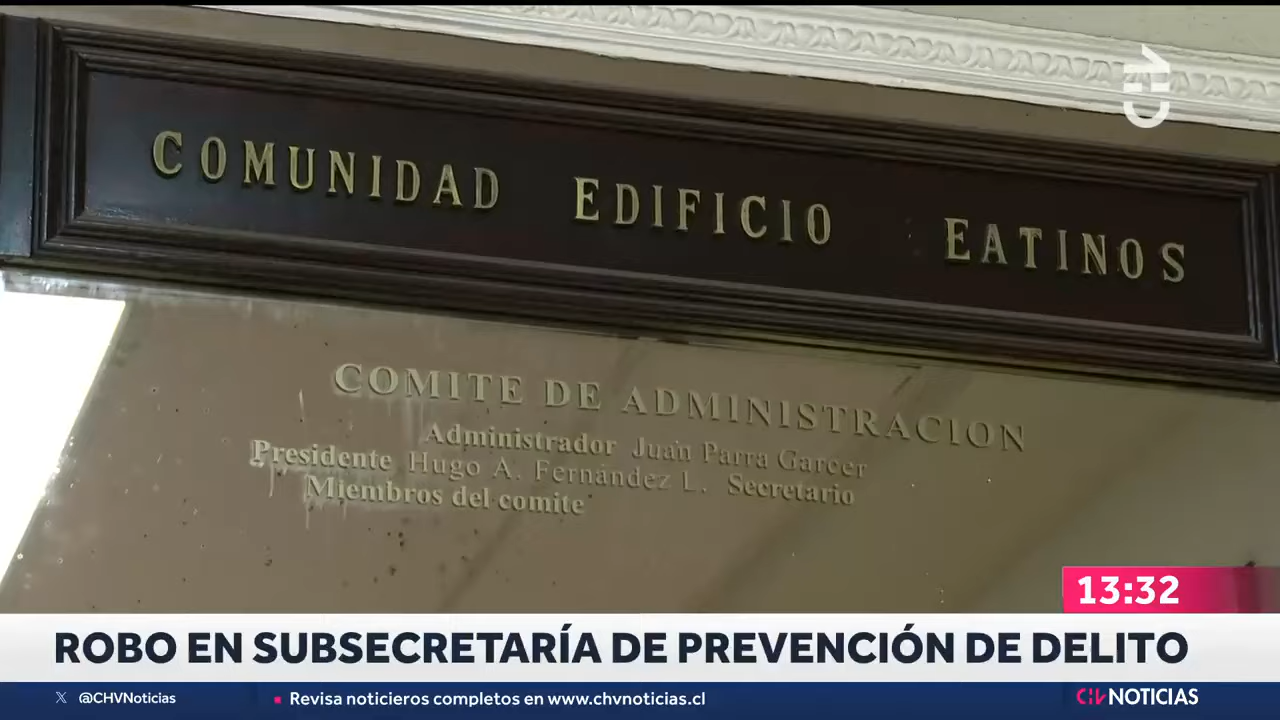 COMUNIDAD EDIFICIO EATINOS
COMITE DE ADMINISTRACION
Administrador Juan Parra Garcer
Presidente Hugo A. Fernández L. Secretario
Miembros del comite
13:32
ROBO EN SUBSECRETARÍA DE PREVENCIÓN DE DELITO
@CHVNoticias
Revisa noticieros completos en www.chvnoticias.cl
CHV NOTICIAS